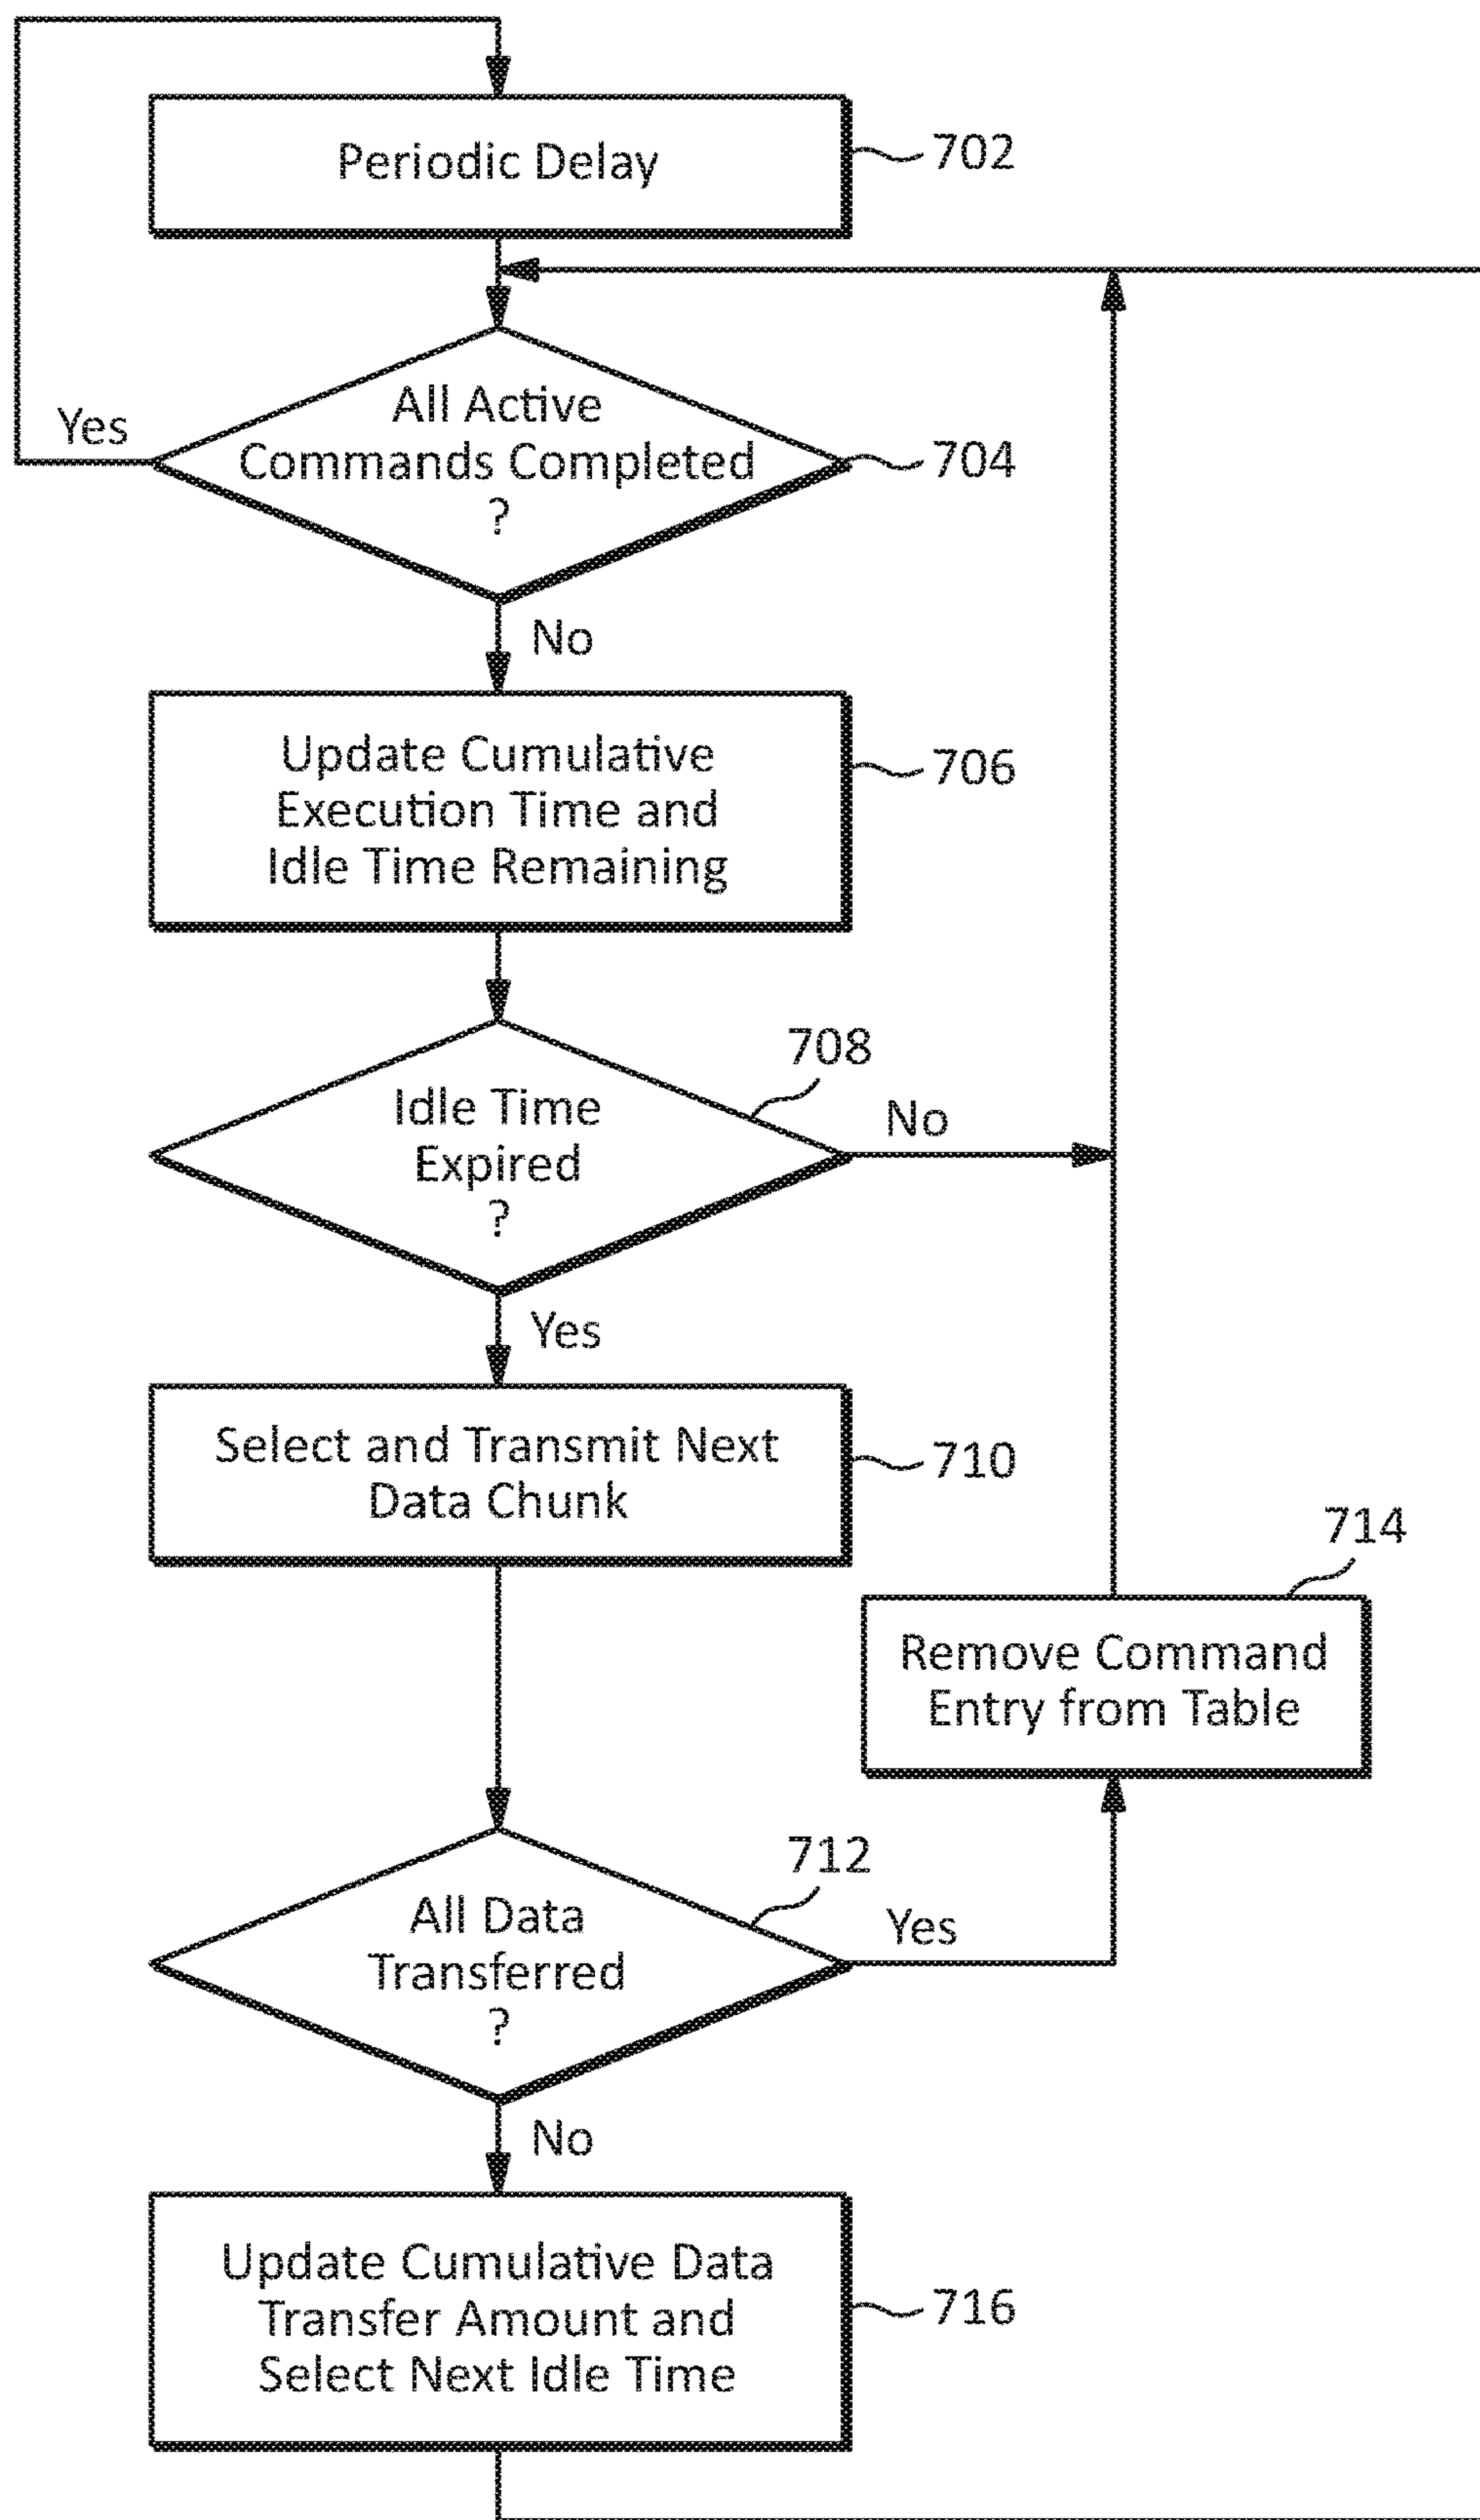 Periodic Delay
702
All Active
Commands Completed
?
704
Yes
No
Update Cumulative
Execution Time and
Idle Time Remaining
706
708
Idle Time
Expired
?
No
Yes
Select and Transmit Next
Data Chunk
710
714
Remove Command
Entry from Table
712
All Data
Transferred
?
Yes
No
Update Cumulative Data
Transfer Amount and
Select Next Idle Time
716